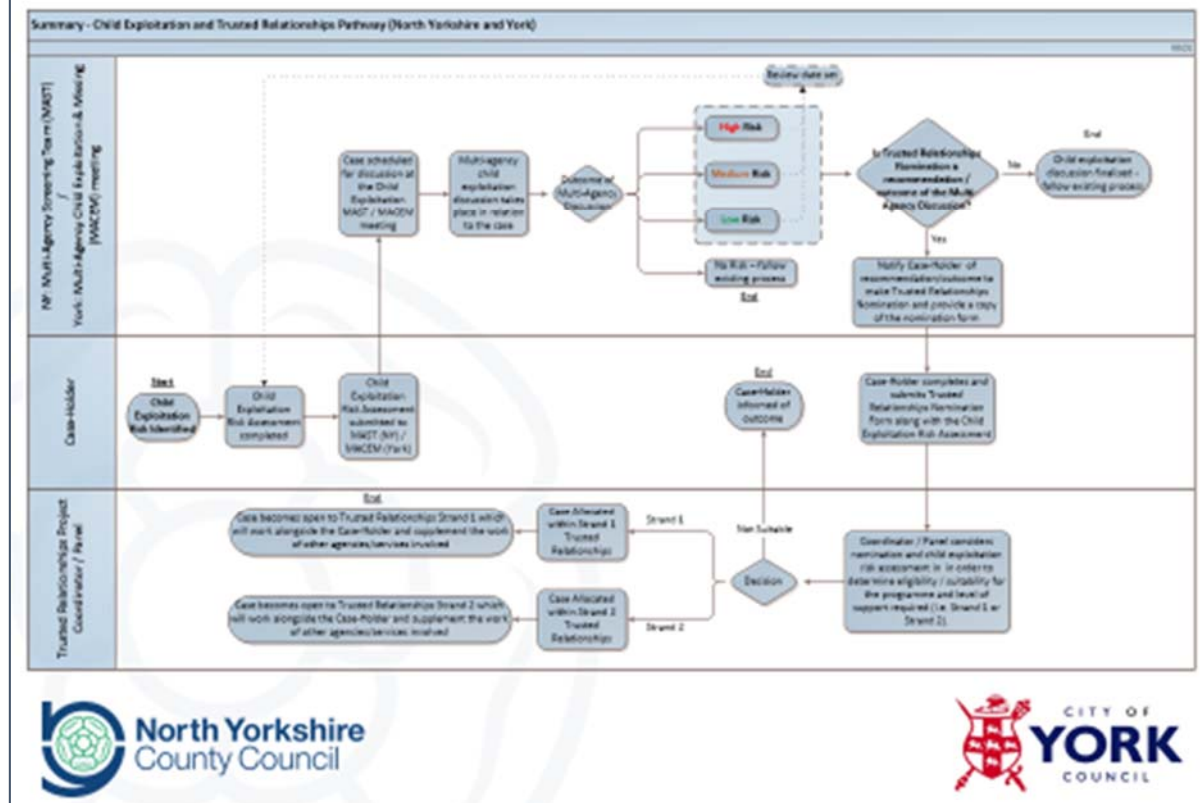 Summary - Child Exploitation and Trusted Relationships Pathway (North Yorkshire and York)
NY: Multi-Agency Screening Team (MAST)
/
York: Multi-Agency Child Exploitation & Missing
(MACEM) meeting
Review date set
Case scheduled
for discussion at the
Child
Exploitation
MAST / MACEM
meeting
Multi-agency
child
exploitation
discussion takes
place in relation
to the case
Outcome of
Multi-Agency
Discussion
High Risk
Medium Risk
Low Risk
No Risk - follow
existing process
End
Is Trusted Relationships
Nomination a
recommendation /
outcome of the Multi
Agency Discussion?
No
End
Child exploitation
discussion finalised -
follow existing process
Yes
Notify Case-Holder of
recommendation/outcome to
make Trusted Relationships
Nomination and provide a copy
of the nomination form
Case-Holder
Start
Child
Exploitation
Risk Identified
Child
Exploitation
Risk Assessment
completed
Child
Exploitation
Risk Assessment
submitted to
MAST (NY) /
MACEM (York)
End
Case-Holder
informed of
outcome
Case-Holder completes and
submits Trusted
Relationships Nomination
Form along with the Child
Exploitation Risk Assessment
Trusted Relationships Project
Coordinator / Panel
End
Case becomes open to Trusted Relationships Strand 1 which
will work alongside the Case-Holder and supplement the work
of other agencies/services involved
Case Allocated
within Strand 1
Trusted
Relationships
Strand 1
Case becomes open to Trusted Relationships Strand 2 which
will work alongside the Case-Holder and supplement the work
of other agencies/services involved
Case Allocated
within Strand 2
Trusted
Relationships
Strand 2
Not Suitable
Decision
Coordinator / Panel considers
nomination and child exploitation
risk assessment in in order to
determine eligibility / suitability for
the programme and level of
support required (i.e. Strand 1 or
Strand 2).
North Yorkshire
County Council
CITY OF
YORK
COUNCIL